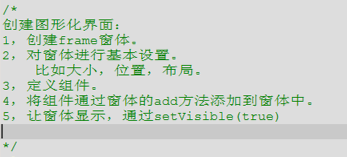 /*
创建图形化界面：
1，创建frame窗体。
2，对窗体进行基本设置。
比如大小，位置，布局。
3，定义组件。
4，将组件通过窗体的add方法添加到窗体中。
5，让窗体显示，通过setVisible(true)
*/